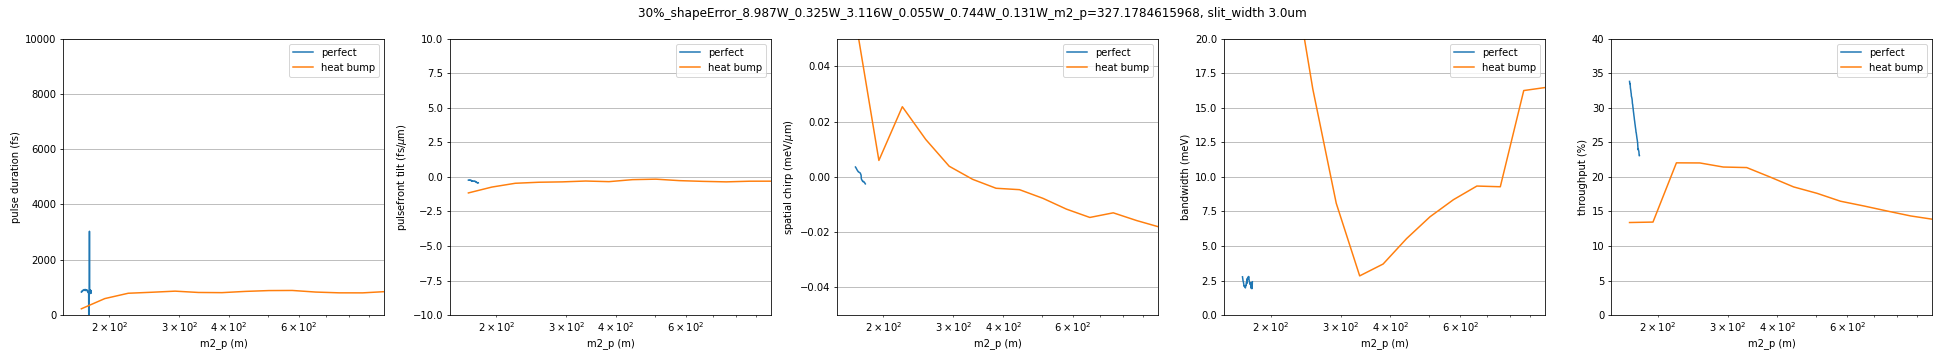 30%_shapeError_8.987W_0.325W_3.116W_0.055W_0.744W_0.131W_m2_p=327.1784615968, slit_width 3.0um
10000
8000
6000
4000
2000
0
pulse duration (fs)
perfect
heat bump
2 × 10²
3 × 10²
4 × 10²
6 × 10²
m2_p (m)
10.0
7.5
5.0
2.5
0.0
−2.5
−5.0
−7.5
−10.0
pulsefront tilt (fs/μm)
perfect
heat bump
2 × 10²
3 × 10²
4 × 10²
6 × 10²
m2_p (m)
0.04
0.02
0.00
−0.02
−0.04
spatial chirp (meV/μm)
perfect
heat bump
2 × 10²
3 × 10²
4 × 10²
6 × 10²
m2_p (m)
20.0
17.5
15.0
12.5
10.0
7.5
5.0
2.5
0.0
bandwidth (meV)
perfect
heat bump
2 × 10²
3 × 10²
4 × 10²
6 × 10²
m2_p (m)
40
35
30
25
20
15
10
5
0
throughput (%)
perfect
heat bump
2 × 10²
3 × 10²
4 × 10²
6 × 10²
m2_p (m)